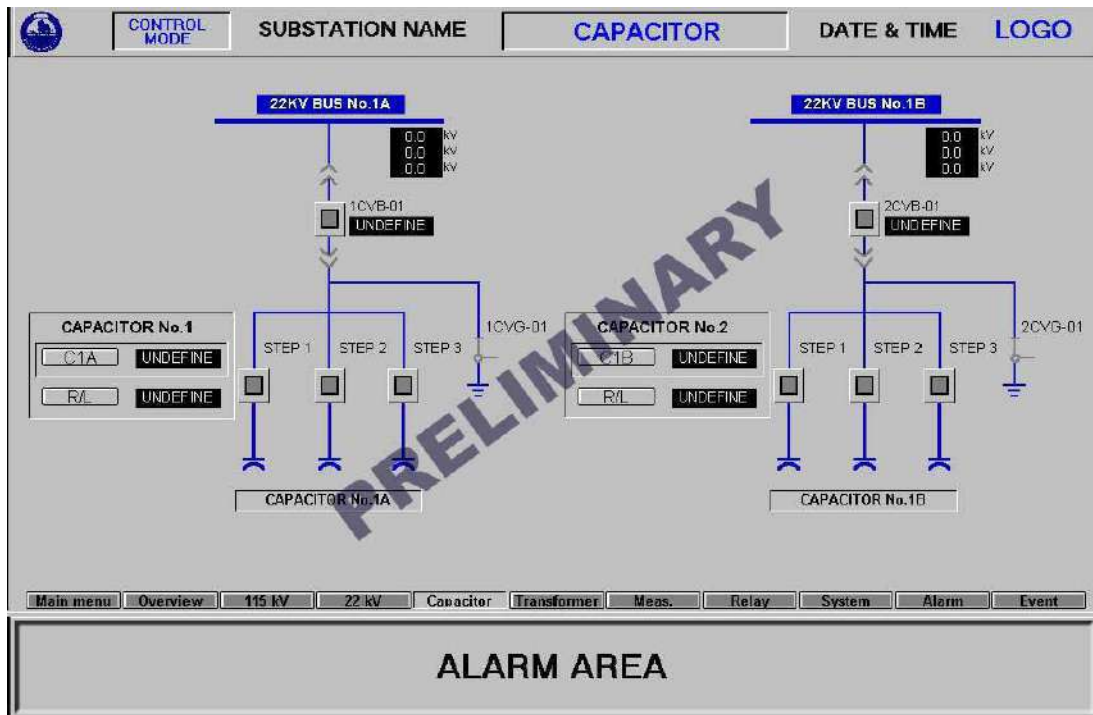 CONTROL MODE
SUBSTATION NAME
CAPACITOR
DATE & TIME
LOGO
22KV BUS No.1A
0.0 kV
0.0 kV
0.0 kV
1CVB-01
UNDEFINE
CAPACITOR No.1
C1A UNDEFINE
R/L UNDEFINE
STEP 1 STEP 2 STEP 3
1CVG-01
CAPACITOR No.1A
22KV BUS No.1B
0.0 kV
0.0 kV
0.0 kV
2CVB-01
UNDEFINE
CAPACITOR No.2
C1B UNDEFINE
R/L UNDEFINE
STEP 1 STEP 2 STEP 3
2CVG-01
CAPACITOR No.1B
PRELIMINARY
Main menu Overview 115 kV 22 kV Capacitor Transformer Meas. Relay System Alarm Event
ALARM AREA